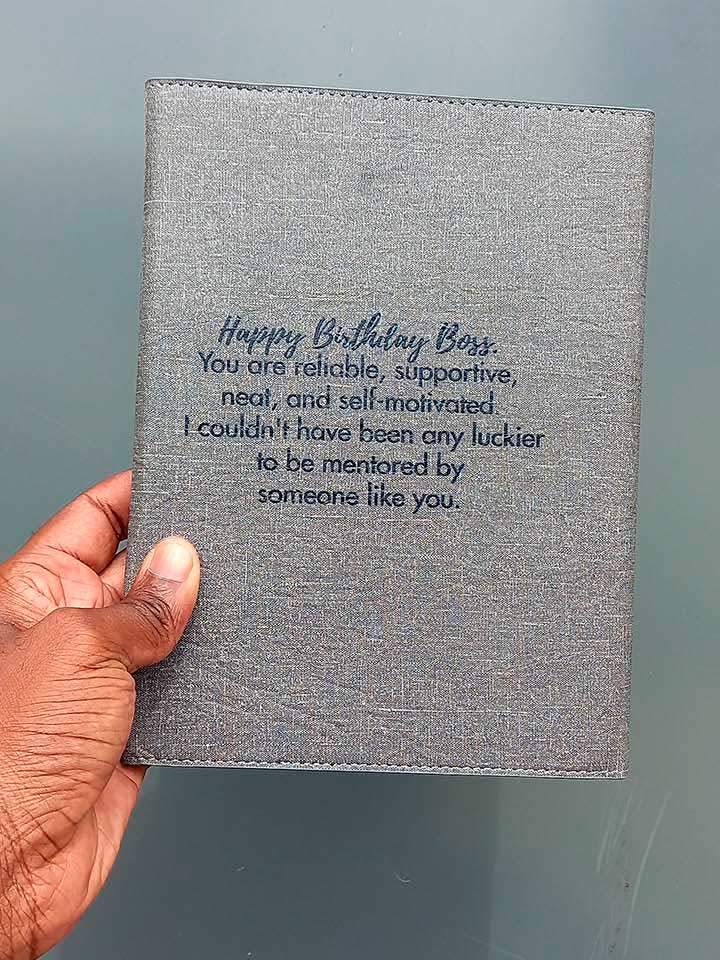 Happy Birthday Boss.
You are reliable, supportive,
neat, and self-motivated.
I couldn't have been any luckier
to be mentored by
someone like you.